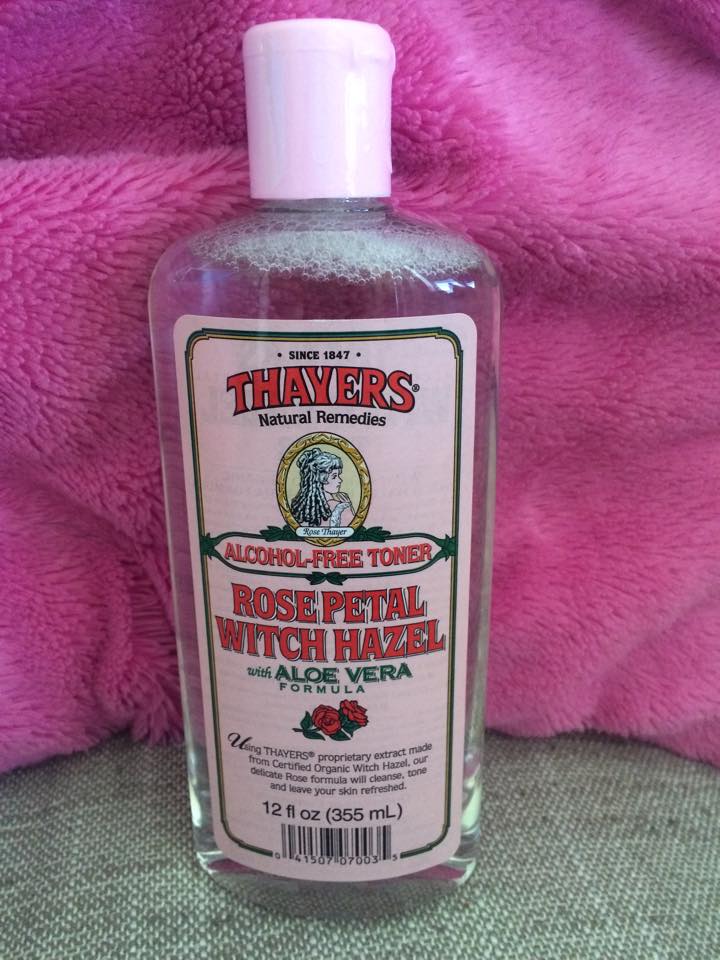 • SINCE 1847 •
THAYERS®
Natural Remedies
Rose Thayer
ALCOHOL-FREE TONER
ROSE PETAL
WITCH HAZEL
with ALOE VERA
FORMULA
Using THAYERS® proprietary extract made
from Certified Organic Witch Hazel, our
delicate Rose formula will cleanse, tone
and leave your skin refreshed.
12 fl oz (355 mL)
0 41507 07003 5